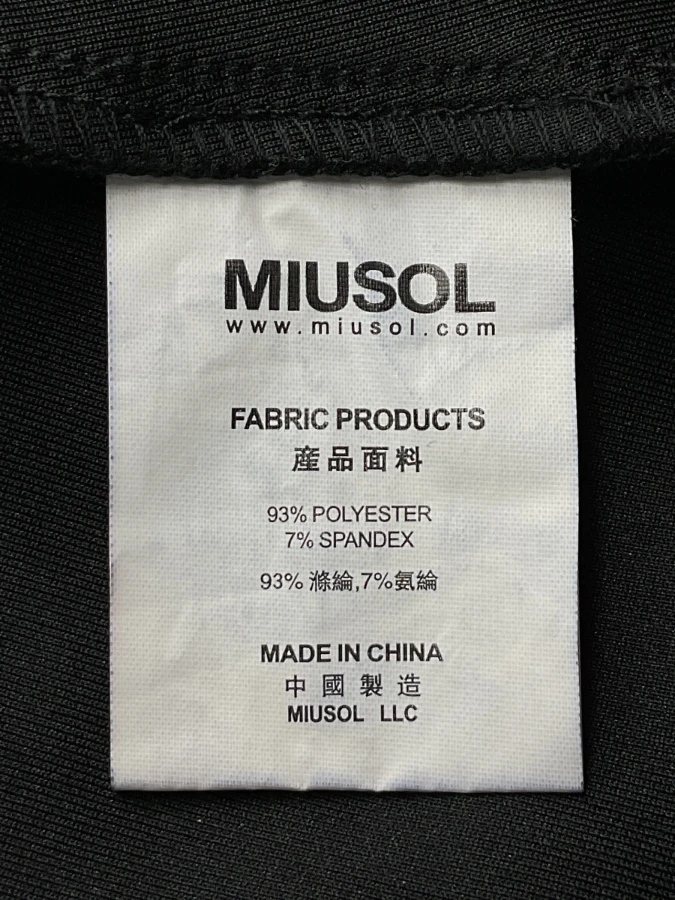 MIUSOL
www.miusol.com
FABRIC PRODUCTS
産品面料
93% POLYESTER
7% SPANDEX
93% 滌綸,7%氨綸
MADE IN CHINA
中國製造
MIUSOL LLC